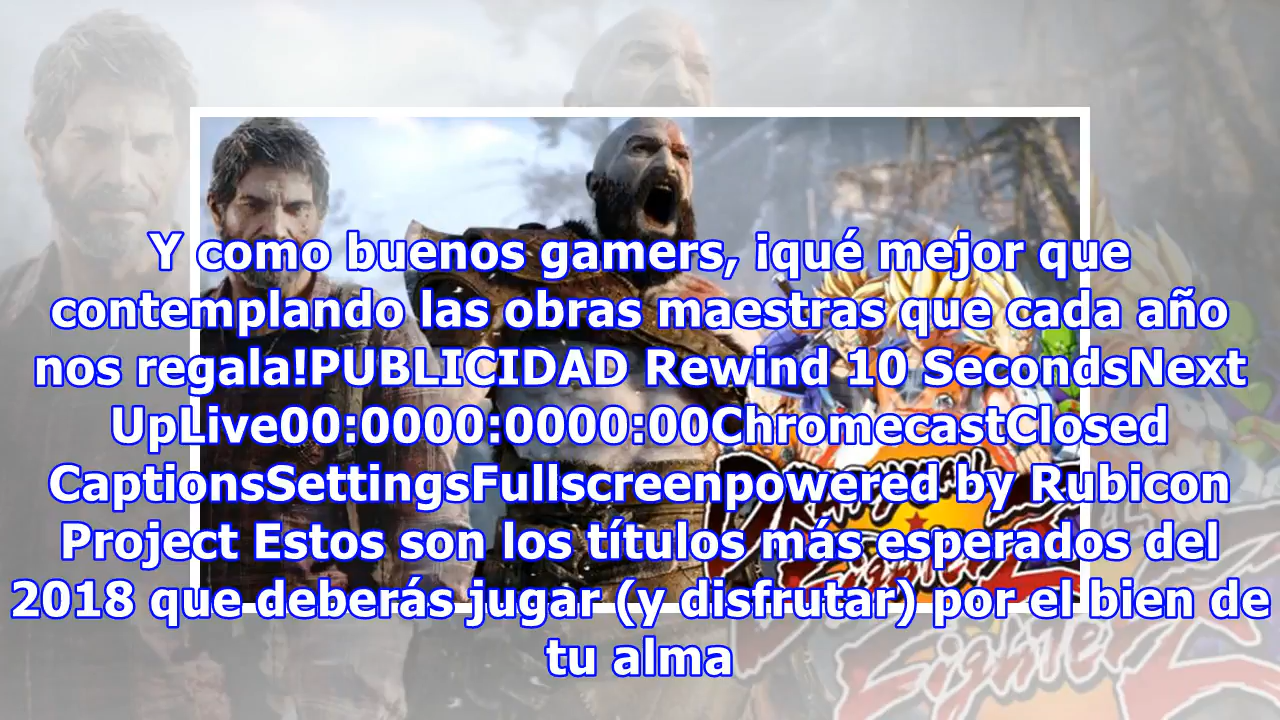 Y como buenos gamers, ¡qué mejor que
contemplando las obras maestras que cada año
nos regala!PUBLICIDAD Rewind 10 SecondsNext
UpLive00:0000:0000:00ChromecastClosed
CaptionsSettingsFullscreenpowered by Rubicon
Project Estos son los títulos más esperados del
2018 que deberás jugar (y disfrutar) por el bien de
tu alma